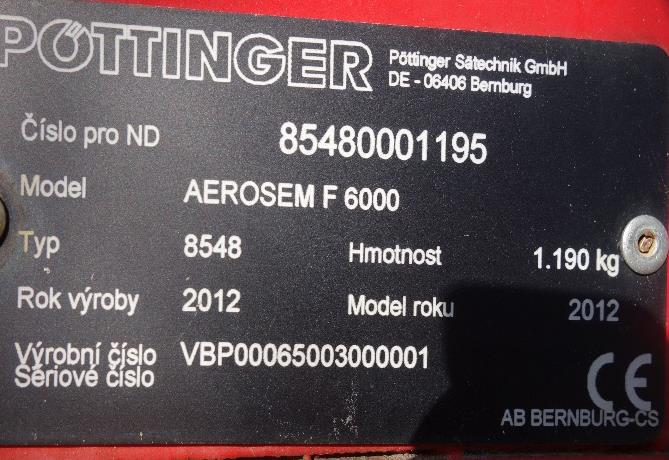 PÖTTINGER
Pöttinger Sätechnik GmbH
DE - 06406 Bernburg
Číslo pro ND 85480001195
Model AEROSEM F 6000
Typ 8548 Hmotnost 1.190 kg
Rok výroby 2012 Model roku 2012
Výrobní číslo VBP00065003000001
Sériové číslo
CE
AB BERNBURG-CS